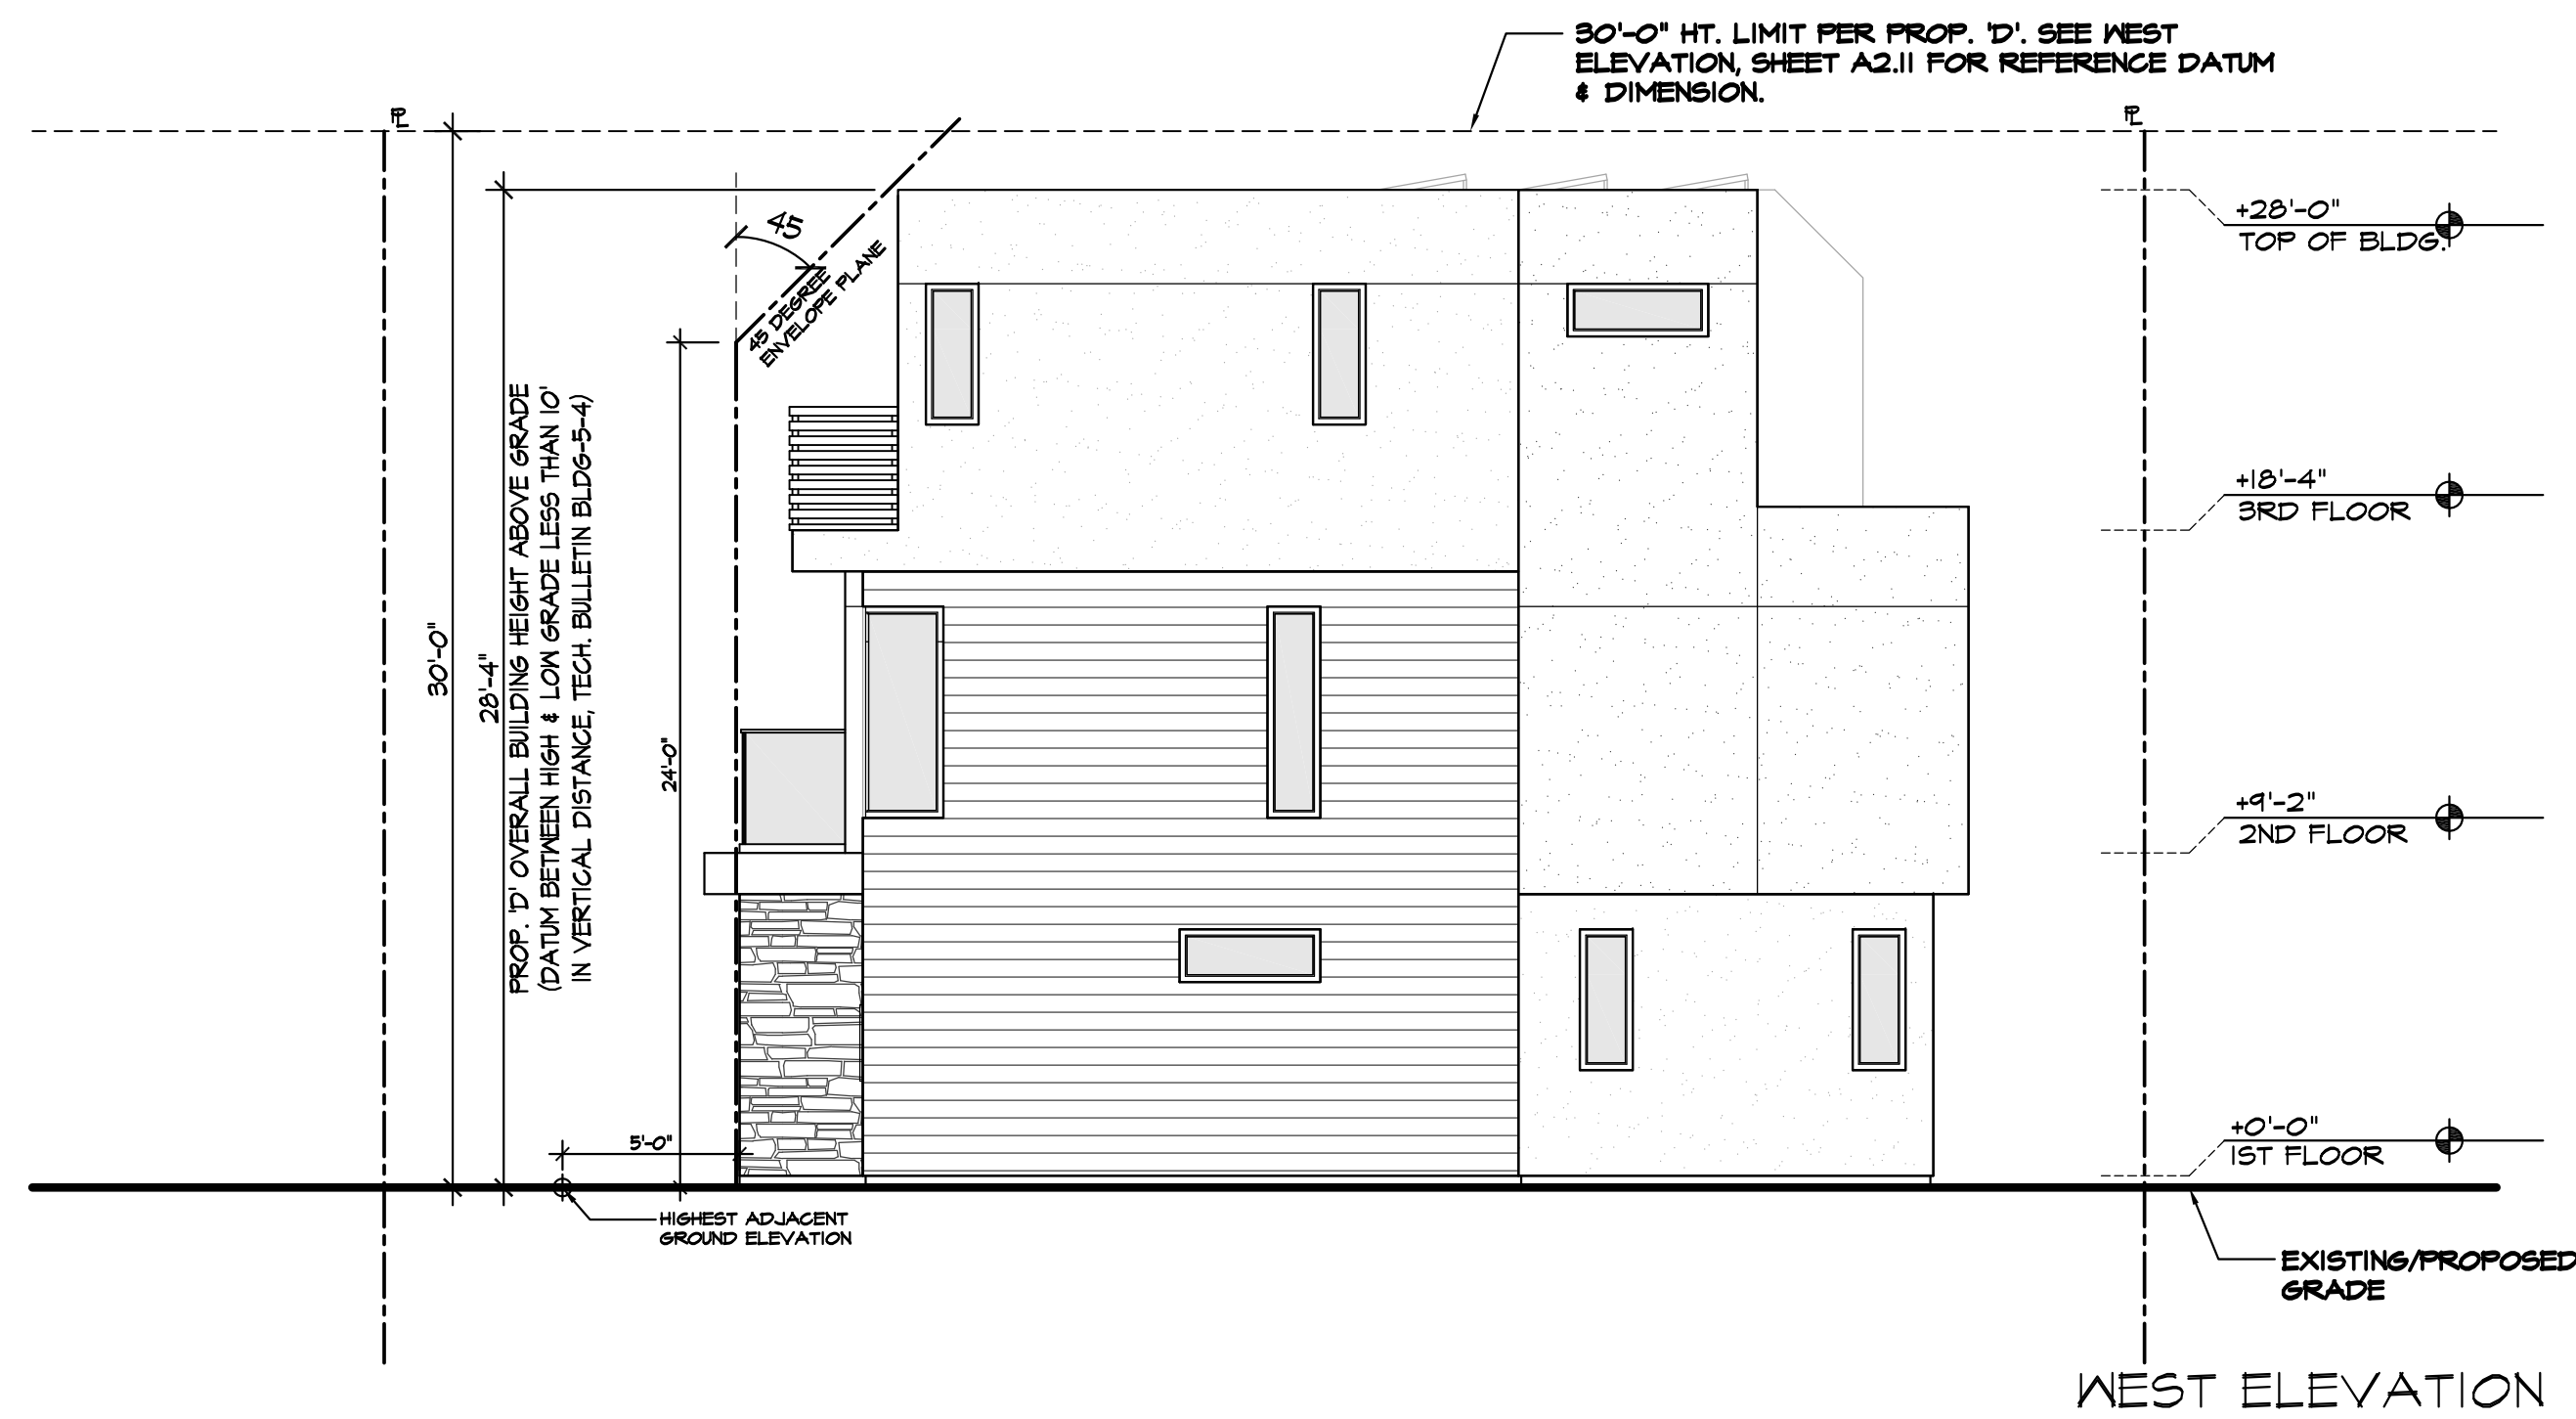 30'-0" HT. LIMIT PER PROP. 'D'. SEE WEST
ELEVATION, SHEET A2.11 FOR REFERENCE DATUM
& DIMENSION.
PL
PL
45
45 DEGREE
ENVELOPE PLANE
+28'-0"
TOP OF BLDG.
+18'-4"
3RD FLOOR
30'-0"
28'-4"
PROP. 'D' OVERALL BUILDING HEIGHT ABOVE GRADE
(DATUM BETWEEN HIGH & LOW GRADE LESS THAN 10'
IN VERTICAL DISTANCE, TECH. BULLETIN BLDG-5-4)
24'-0"
+9'-2"
2ND FLOOR
5'-0"
+0'-0"
1ST FLOOR
HIGHEST ADJACENT
GROUND ELEVATION
EXISTING/PROPOSED
GRADE
WEST ELEVATION